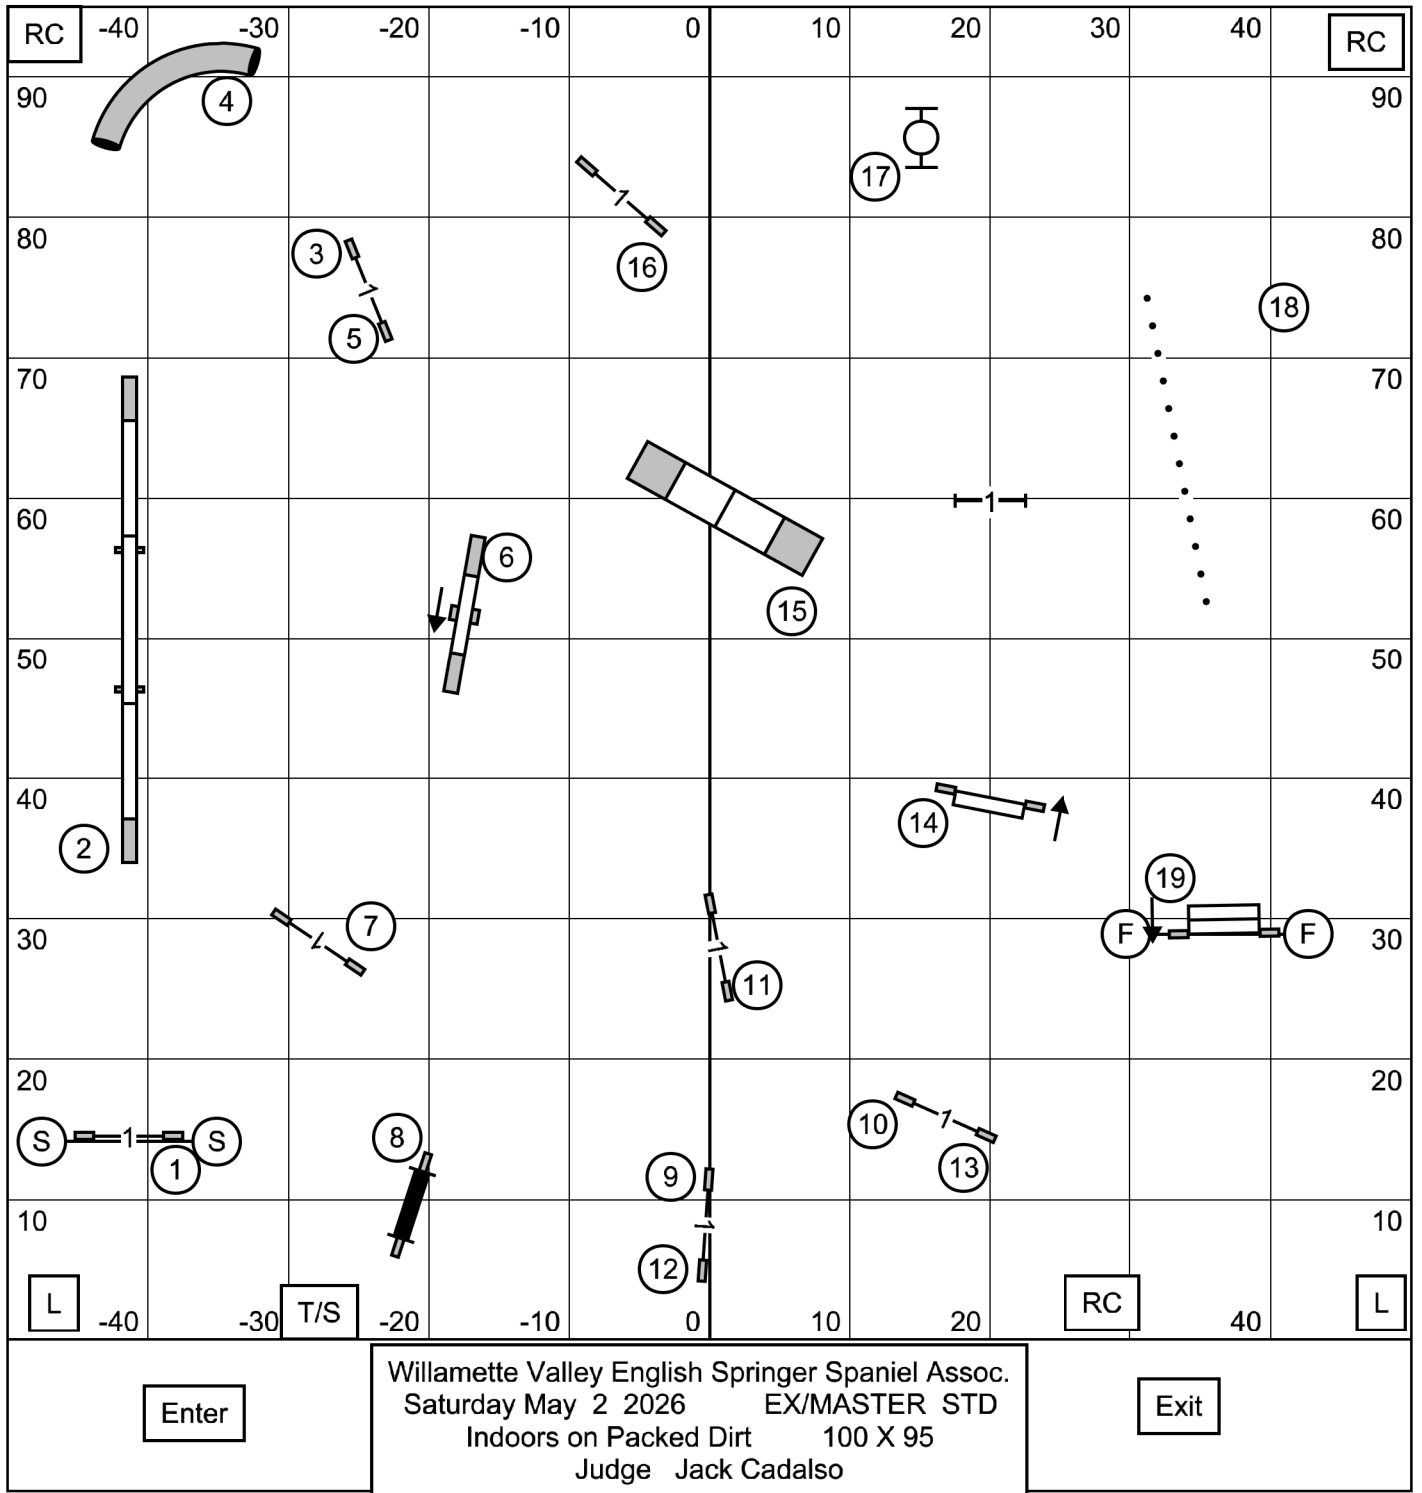 RC -40 -30 -20 -10 0 10 20 30 40 RC
90 4 90
17
80 3 16 80
18
5
70 70
60 1 60
6
15
50 50
40 14 40
2
19
7
30 1 1 F F 30
11
20 20
10
8
S 1 S 1
1 13
9
10 1 10
12
L -40 -30 T/S -20 -10 0 10 20 RC 40 L
Enter
Willamette Valley English Springer Spaniel Assoc.
Saturday May 2 2026 EX/MASTER STD
Indoors on Packed Dirt 100 X 95
Judge Jack Cadalso
Exit